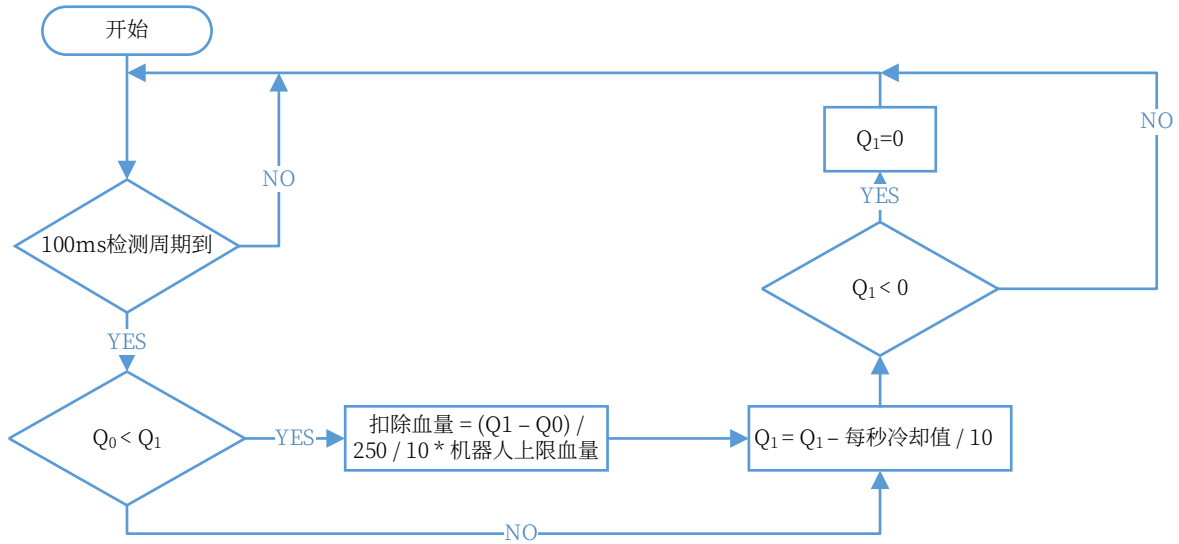 开始
NO
Q₁=0
NO
YES
100ms检测周期到
Q₁ < 0
YES
Q₀ < Q₁
YES
扣除血量 = (Q1 – Q0) /
250 / 10 * 机器人上限血量
Q₁ = Q₁ – 每秒冷却值 / 10
NO